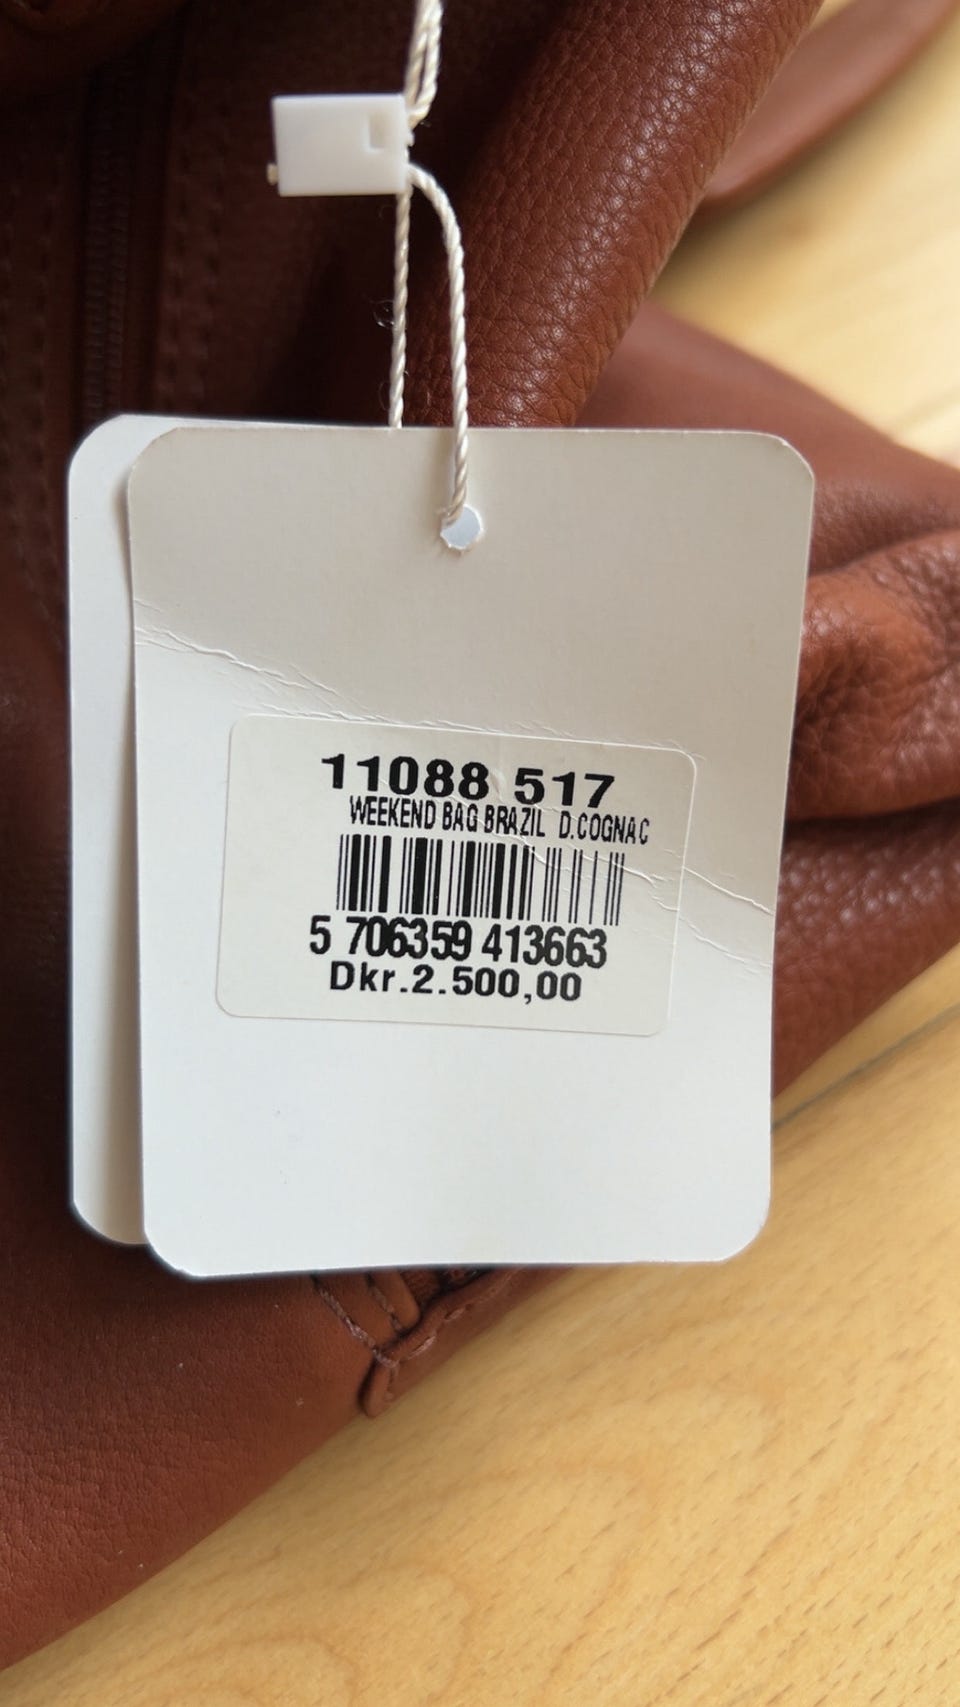 11088 517
WEEKEND BAG BRAZIL D.COGNAC
5 706359 413663
Dkr.2.500,00